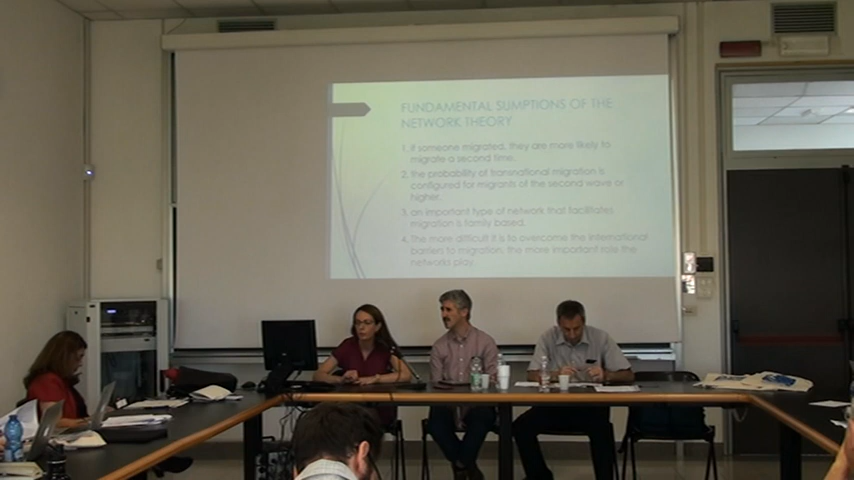 FUNDAMENTAL SUMPTIONS OF THE
NETWORK THEORY
1. if someone migrated, they are more likely to
migrate a second time.
2. the probability of transnational migration is
configured for migrants of the second wave or
higher.
3. an important type of network that facilitates
migration is family based.
4. The more difficult it is to overcome the international
barriers to migration, the more important role the
networks play